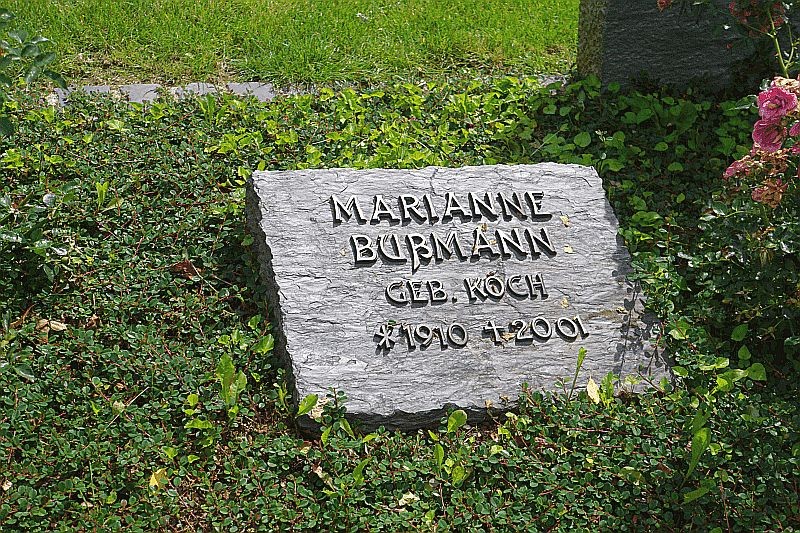 MARIANNE
BUßMANN
GEB. KOCH
*1910 †2001